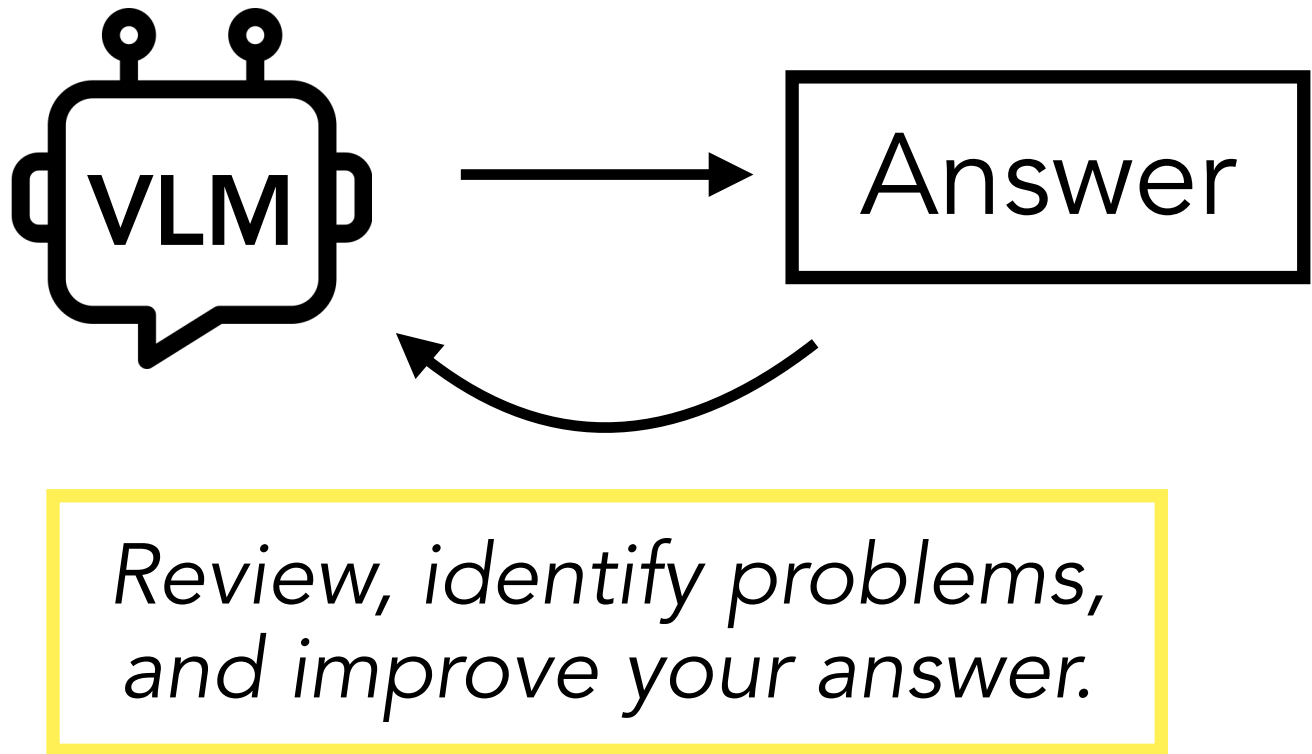 VLM
Answer
Review, identify problems,
and improve your answer.